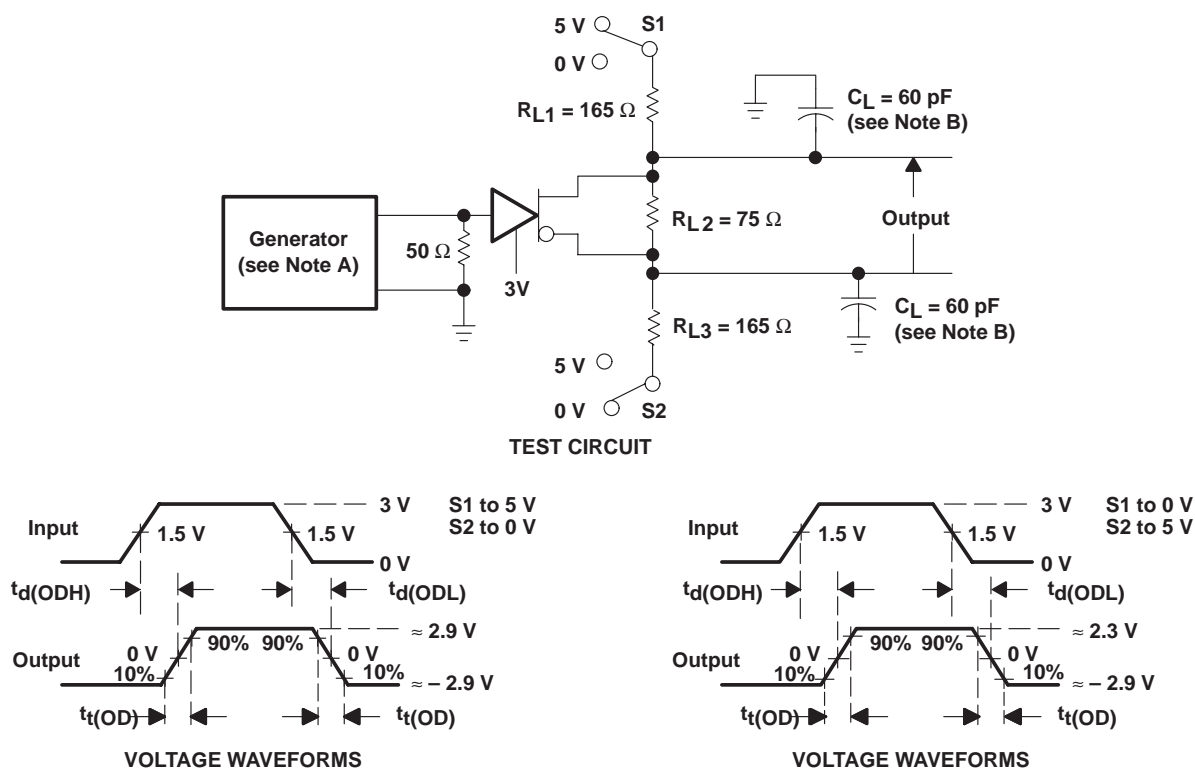 5 V
S1
0 V
RL1 = 165 Ω
CL = 60 pF
(see Note B)
Generator
(see Note A)
50 Ω
3V
RL2 = 75 Ω
Output
CL = 60 pF
(see Note B)
RL3 = 165 Ω
5 V
0 V
S2
TEST CIRCUIT
Input
1.5 V
1.5 V
3 V
0 V
S1 to 5 V
S2 to 0 V
td(ODH)
td(ODL)
Output
0 V
10%
90%
90%
0 V
10%
≈ 2.9 V
≈ – 2.9 V
tt(OD)
tt(OD)
VOLTAGE WAVEFORMS
Input
1.5 V
1.5 V
3 V
0 V
S1 to 0 V
S2 to 5 V
td(ODH)
td(ODL)
Output
0 V
10%
90%
90%
0 V
10%
≈ 2.3 V
≈ – 2.9 V
tt(OD)
tt(OD)
VOLTAGE WAVEFORMS